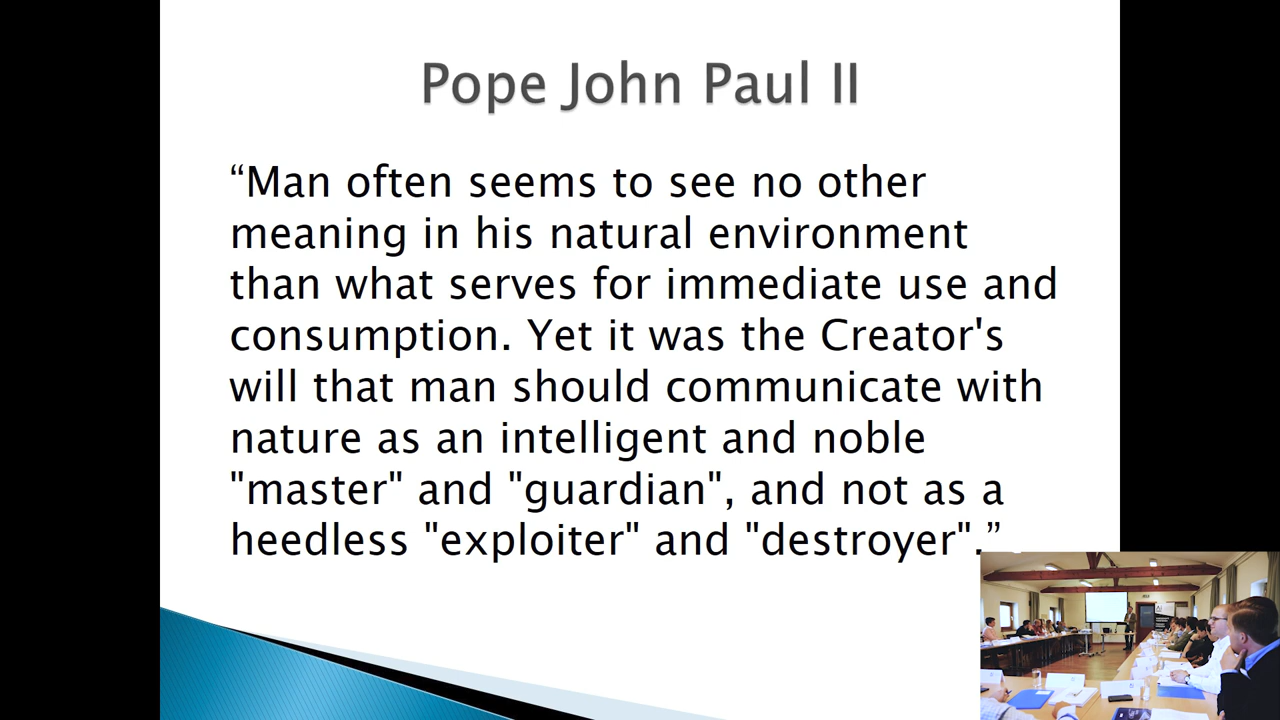 Pope John Paul II
“Man often seems to see no other
meaning in his natural environment
than what serves for immediate use and
consumption. Yet it was the Creator's
will that man should communicate with
nature as an intelligent and noble
"master" and "guardian", and not as a
heedless "exploiter" and "destroyer".”